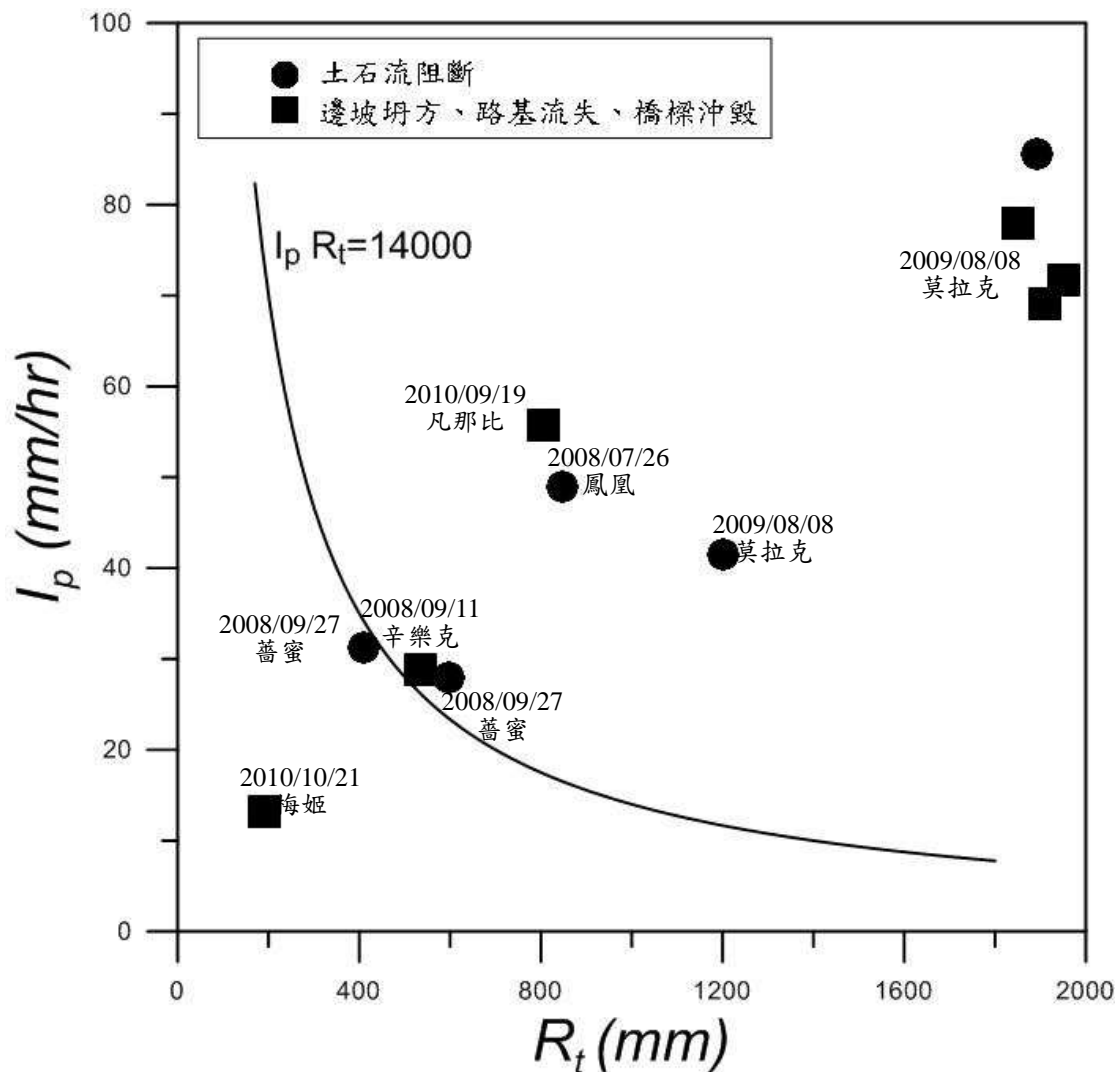 土石流阻斷
邊坡坍方、路基流失、橋樑沖毀
100
80
60
40
20
0
I_p (mm/hr)
I_p R_t=14000
2009/08/08
莫拉克
2010/09/19
凡那比
2008/07/26
鳳凰
2009/08/08
莫拉克
2008/09/11
辛樂克
2008/09/27
薔蜜
2008/09/27
薔蜜
2010/10/21
梅姬
0
400
800
1200
1600
2000
R_t (mm)